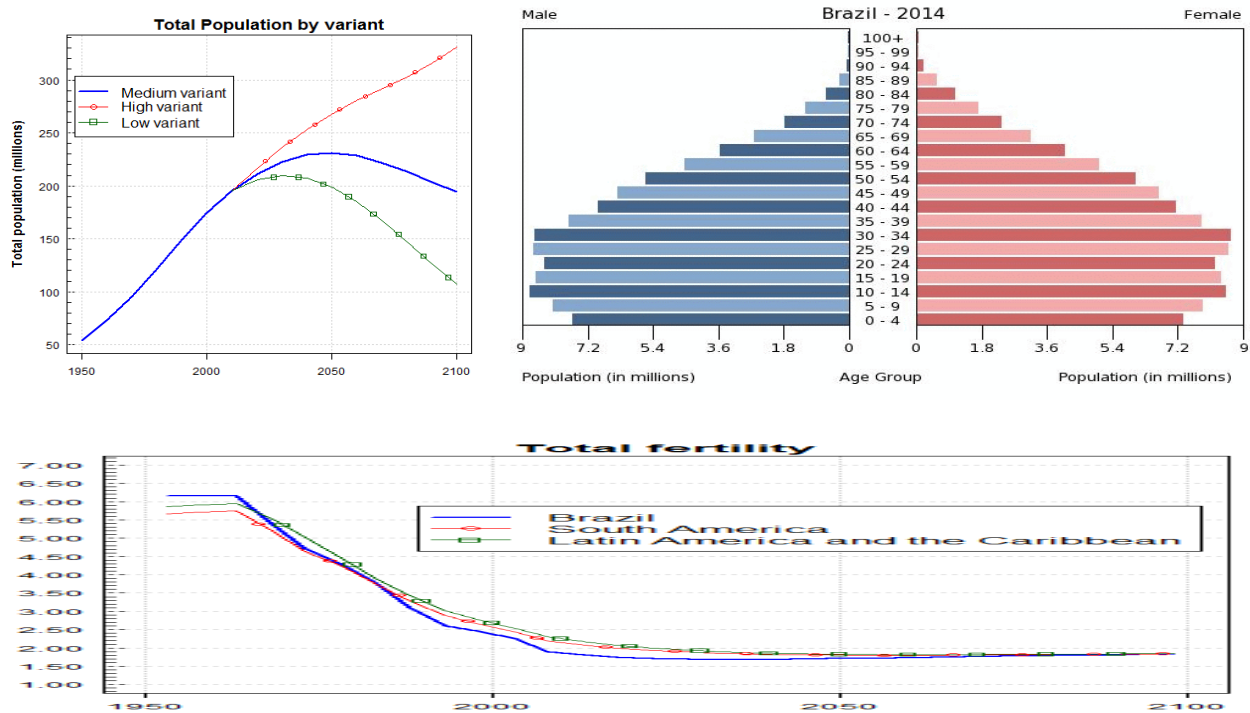 Total Population by variant
Total population (millions)
300
250
200
150
100
50
Medium variant
High variant
Low variant
1950
2000
2050
2100
Male
Brazil - 2014
Female
100+
95 - 99
90 - 94
85 - 89
80 - 84
75 - 79
70 - 74
65 - 69
60 - 64
55 - 59
50 - 54
45 - 49
40 - 44
35 - 39
30 - 34
25 - 29
20 - 24
15 - 19
10 - 14
5 - 9
0 - 4
9 7.2 5.4 3.6 1.8 0 0 1.8 3.6 5.4 7.2 9
Population (in millions) Age Group Population (in millions)
Total fertility
7.00
6.50
6.00
5.50
5.00
4.50
4.00
3.50
3.00
2.50
2.00
1.50
1.00
Brazil
South America
Latin America and the Caribbean
1950 2000 2050 2100